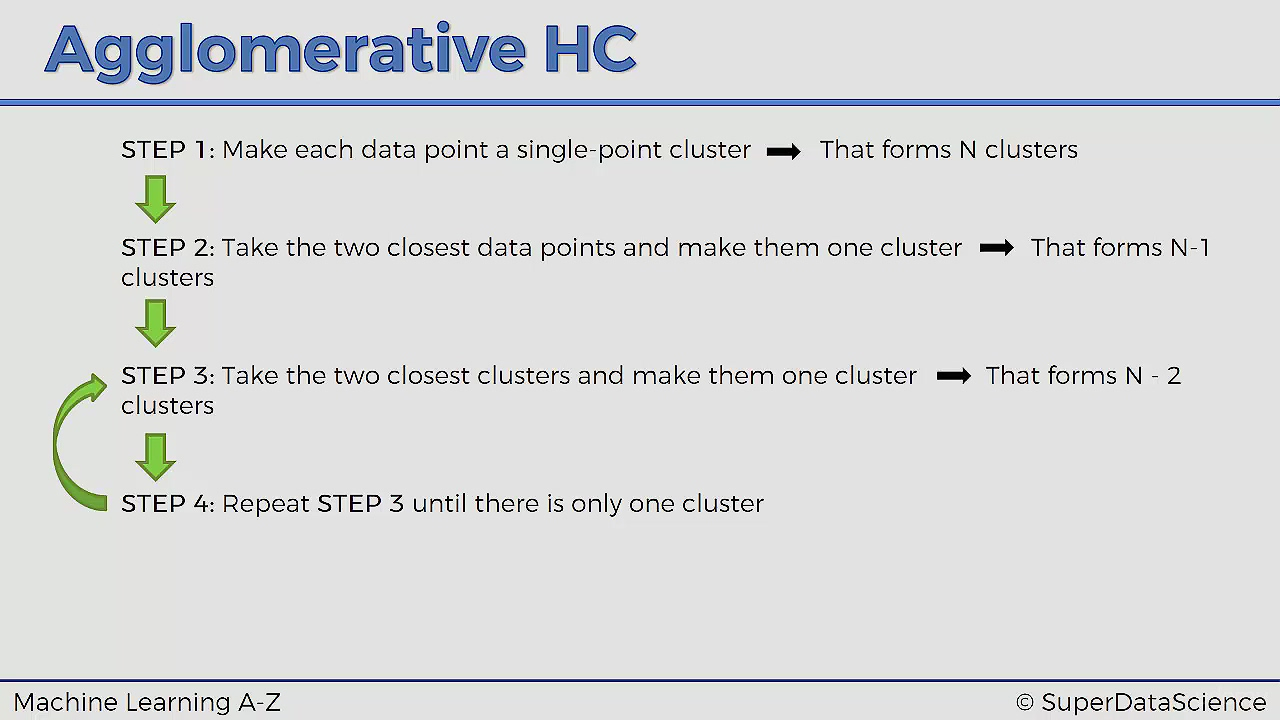 Agglomerative HC
STEP 1: Make each data point a single-point cluster ➡ That forms N clusters
STEP 2: Take the two closest data points and make them one cluster ➡ That forms N-1
clusters
STEP 3: Take the two closest clusters and make them one cluster ➡ That forms N - 2
clusters
STEP 4: Repeat STEP 3 until there is only one cluster
Machine Learning A-Z
© SuperDataScience